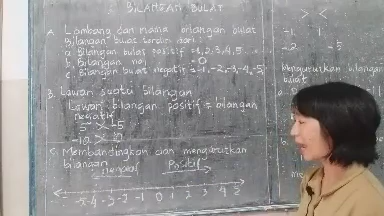 BILANGAN BULAT
A. Lambang dan nama bilangan bulat
Bilangan bulat terdiri dari :
a. Bilangan bulat positif = 1, 2, 3, 4, 5
b. Bilangan nol = 0
c. Bilangan bulat negatif = -1, -2, -3, -4, -5
B. Lawan suatu bilangan
Lawan bilangan positif = bilangan
negatif
5 > -5
C. Membandingkan dan mengurutkan
bilangan
Positif
-5 -4 -3 -2 -1 0 1 2 3 4 5
> <
-1 1
-2 -5
Mengurutkan bilangan
bulat